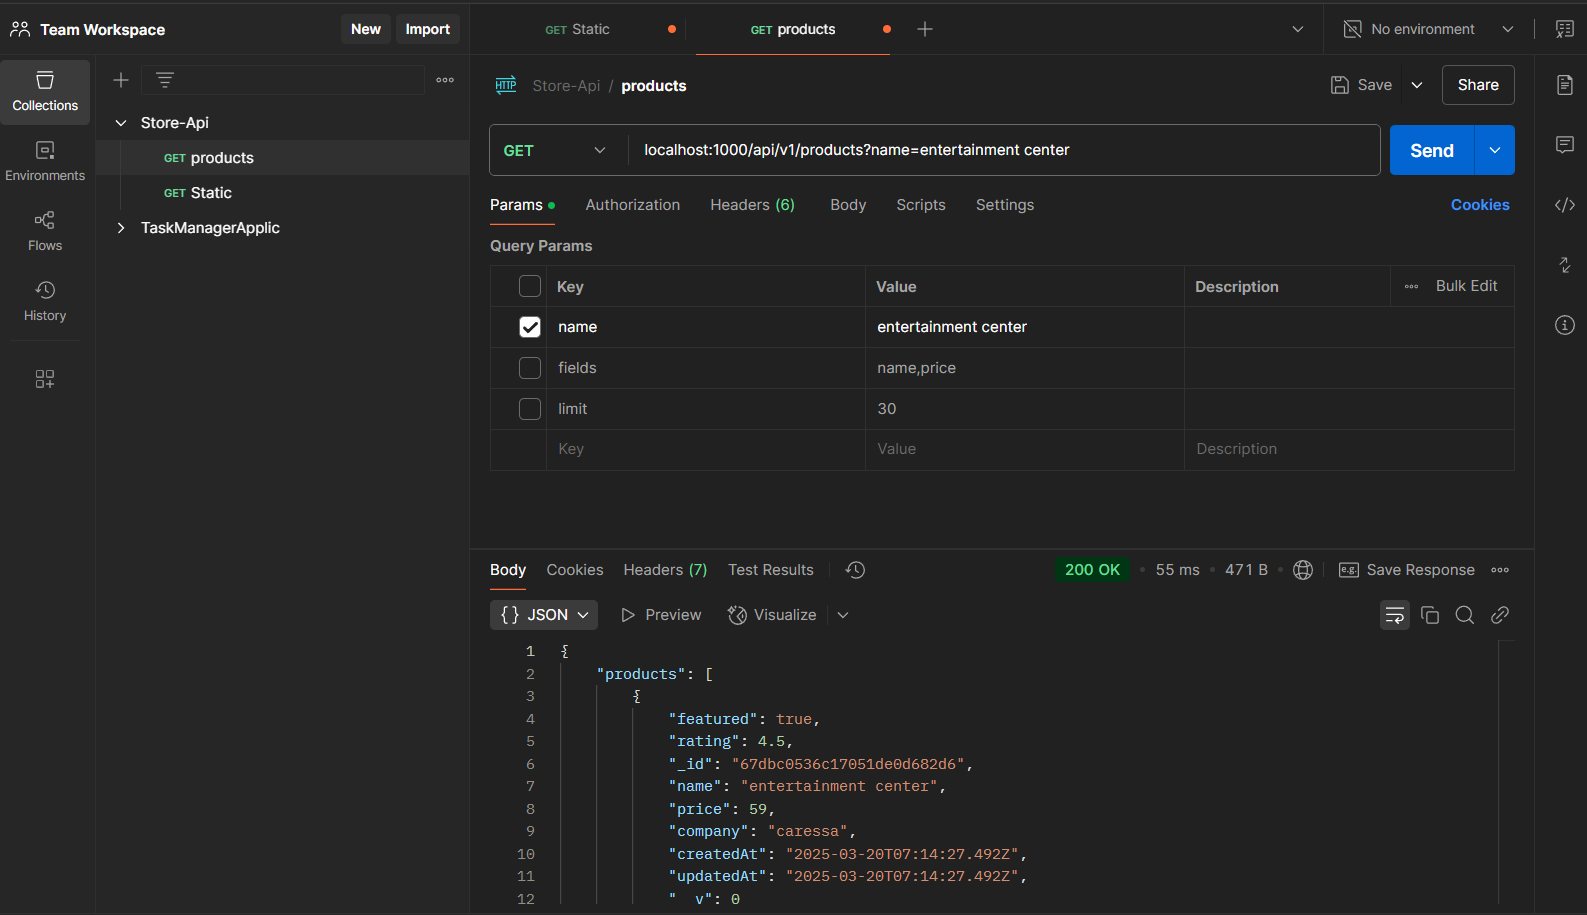 Team Workspace
New
Import
GET Static
GET products
No environment
Collections
Environments
Flows
History
Store-Api
GET products
GET Static
TaskManagerApplic
HTTP
Store-Api / products
Save
Share
GET
localhost:1000/api/v1/products?name=entertainment center
Send
Params
Authorization
Headers (6)
Body
Scripts
Settings
Cookies
Query Params
Key Value Description Bulk Edit
name entertainment center
fields name,price
limit 30
Key Value Description
Body Cookies Headers (7) Test Results
200 OK • 55 ms • 471 B •
e.g. Save Response
{} JSON
Preview
Visualize
1 {
2 "products": [
3 {
4 "featured": true,
5 "rating": 4.5,
6 "_id": "67dbc0536c17051de0d682d6",
7 "name": "entertainment center",
8 "price": 59,
9 "company": "caressa",
10 "createdAt": "2025-03-20T07:14:27.492Z",
11 "updatedAt": "2025-03-20T07:14:27.492Z",
12 "__v": 0